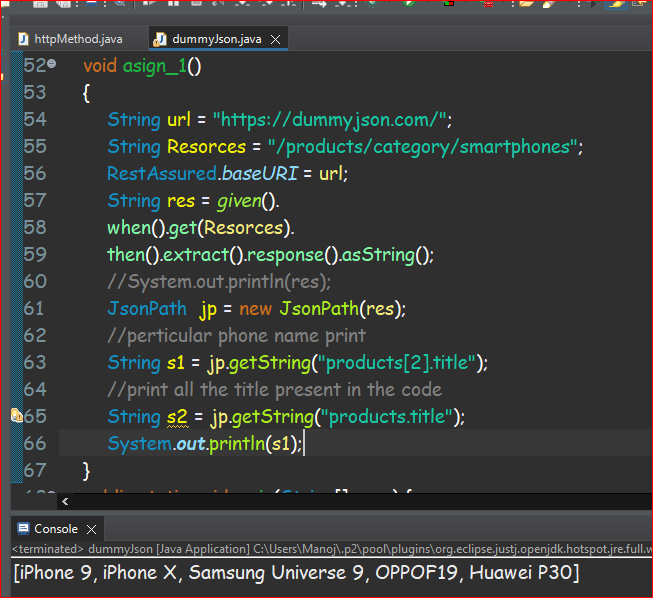 httpMethod.java
dummyJson.java
52 void asign_1()
53 {
54 String url = "https://dummyjson.com/";
55 String Resorces = "/products/category/smartphones";
56 RestAssured.baseURI = url;
57 String res = given().
58 when().get(Resorces).
59 then().extract().response().asString();
60 //System.out.println(res);
61 JsonPath jp = new JsonPath(res);
62 //perticular phone name print
63 String s1 = jp.getString("products[2].title");
64 //print all the title present in the code
65 String s2 = jp.getString("products.title");
66 System.out.println(s1);
67 }
Console
<terminated> dummyJson [Java Application] C:\Users\Manoj\.p2\pool\plugins\org.eclipse.justj.openjdk.hotspot.jre.full.w
[iPhone 9, iPhone X, Samsung Universe 9, OPPOF19, Huawei P30]